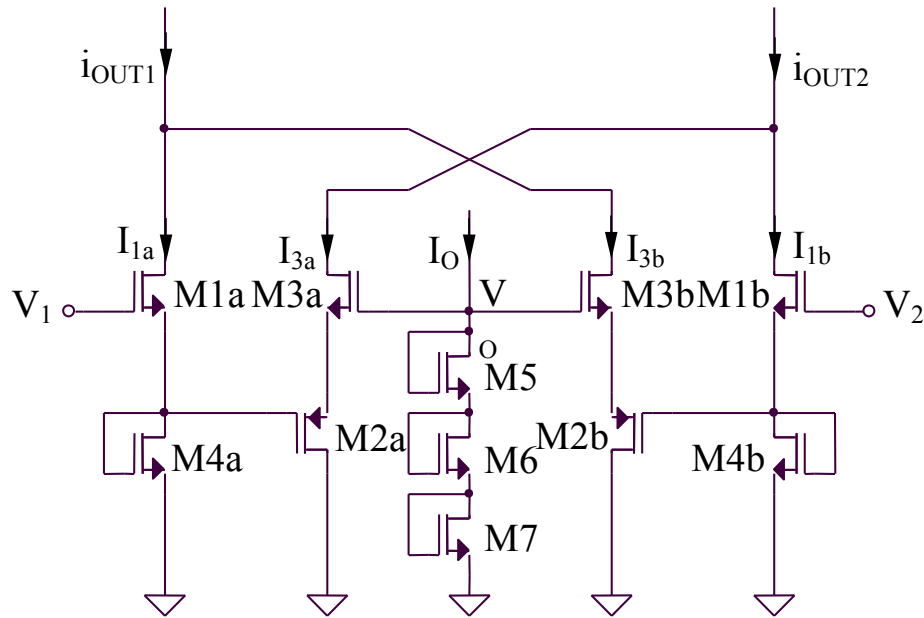 iOUT1
iOUT2
I1a
I3a
IO
I3b
I1b
V1
M1a
M3a
V
M3b
M1b
V2
O
M5
M4a
M2a
M6
M2b
M4b
M7